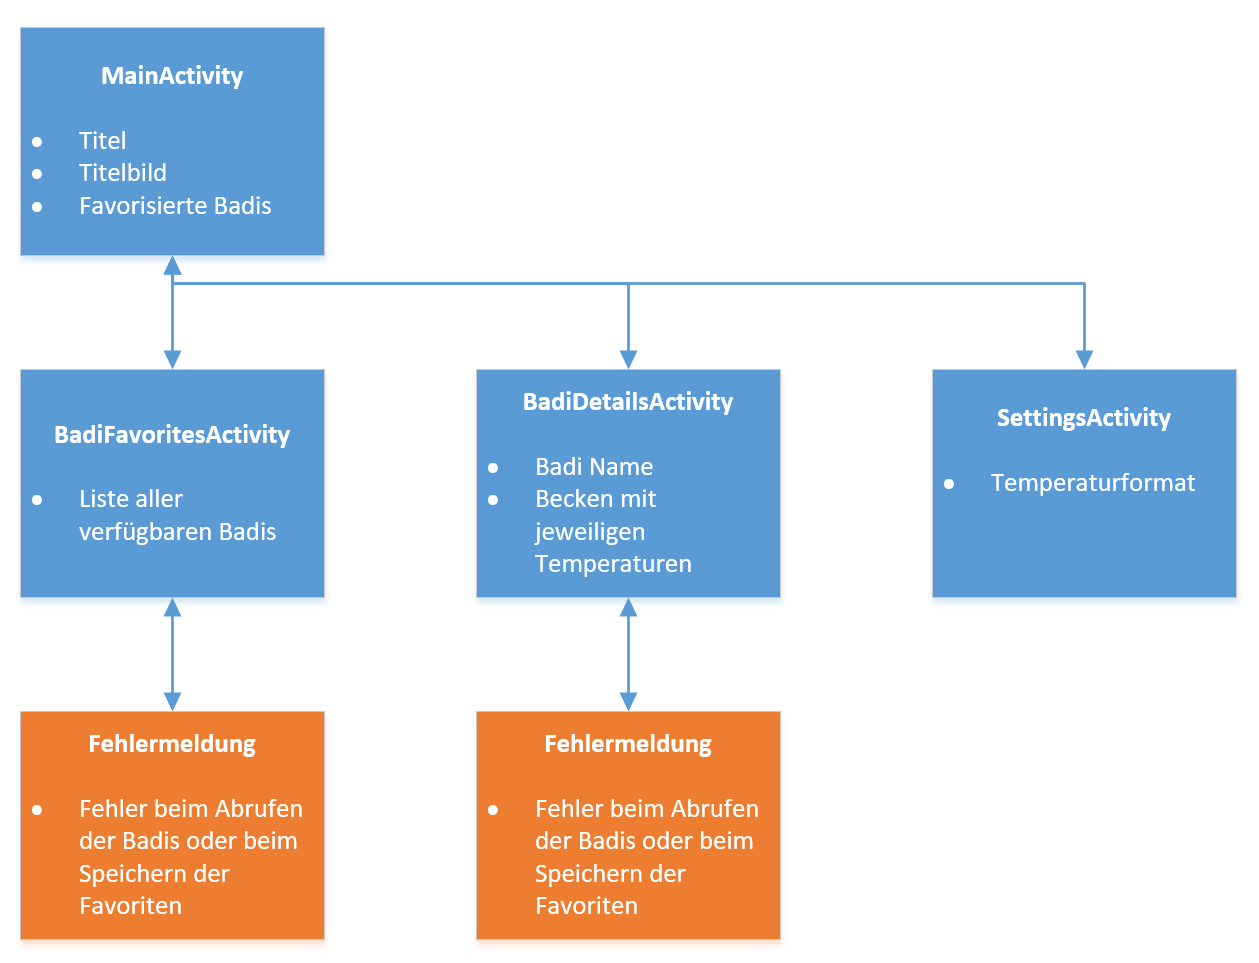 MainActivity
● Titel
● Titelbild
● Favorisierte Badis
BadiFavoritesActivity
● Liste aller
verfügbaren Badis
BadiDetailsActivity
● Badi Name
● Becken mit
jeweiligen
Temperaturen
SettingsActivity
● Temperaturformat
Fehlermeldung
● Fehler beim Abrufen
der Badis oder beim
Speichern der
Favoriten
Fehlermeldung
● Fehler beim Abrufen
der Badis oder beim
Speichern der
Favoriten